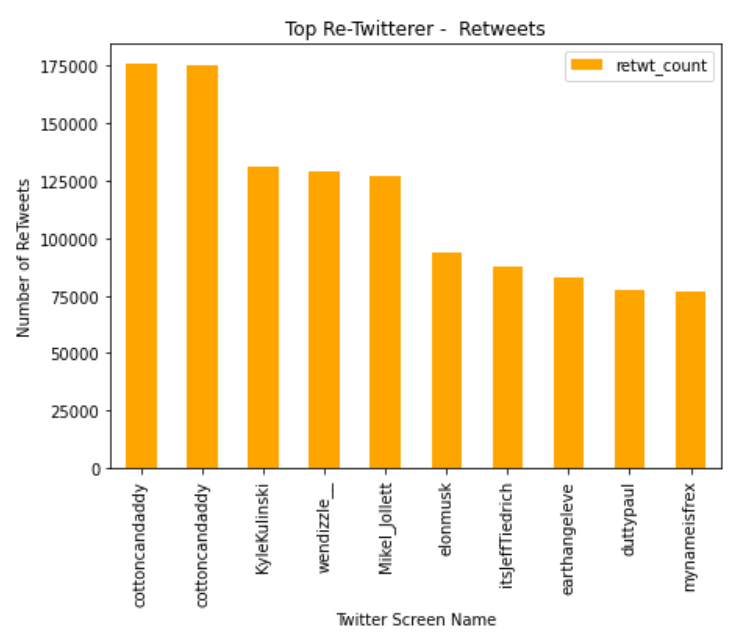 Top Re-Twitterer -  Retweets
retwt_count
Number of ReTweets
175000
150000
125000
100000
75000
50000
25000
0
cottoncandaddy
cottoncandaddy
KyleKulinski
wendizzle__
Mikel_Jollett
elonmusk
itsJeffTiedrich
earthangeleve
duttypaul
mynameisfrex
Twitter Screen Name